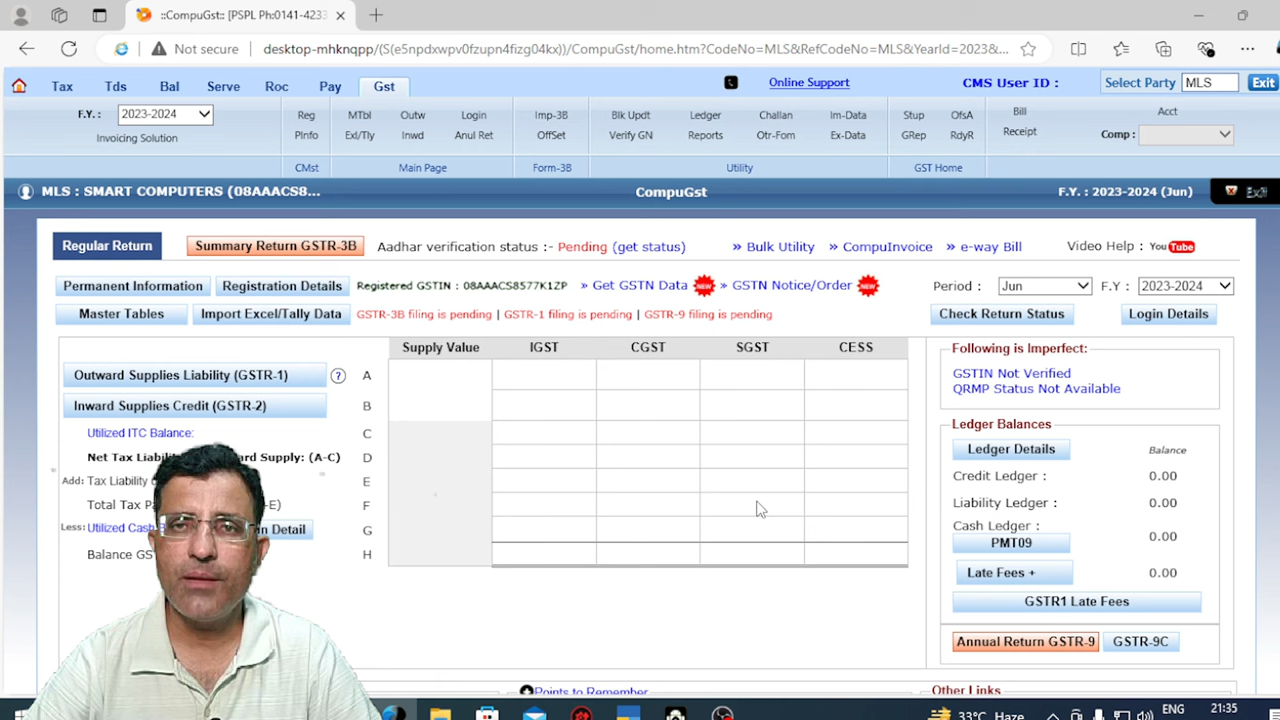 ::CompuGst:: [PSPL Ph:0141-4233
Not secure desktop-mhknqpp/(S(e5npdxwpv0fzupn4fizg04kx))/CompuGst/home.htm?CodeNo=MLS&RefCodeNo=MLS&YearId=2023&...
Tax Tds Bal Serve Roc Pay Gst Online Support CMS User ID : Select Party MLS Exit
F.Y. : 2023-2024 Reg MTbl Outw Login Imp-3B Blk Updt Ledger Challan Im-Data Stup OfsA Bill Acct
Invoicing Solution PInfo Exl/Tly Inwd Anul Ret OffSet Verify GN Reports Otr-Fom Ex-Data GRep RdyR Receipt Comp :
CMst Main Page Form-3B Utility GST Home
MLS : SMART COMPUTERS (08AAACS8... CompuGst F.Y. : 2023-2024 (Jun) Exit
Regular Return Summary Return GSTR-3B Aadhar verification status :- Pending (get status) » Bulk Utility » CompuInvoice » e-way Bill Video Help : YouTube
Permanent Information Registration Details Registered GSTIN : 08AAACS8577K1ZP » Get GSTN Data NEW » GSTN Notice/Order NEW Period : Jun F.Y : 2023-2024
Master Tables Import Excel/Tally Data GSTR-3B filing is pending | GSTR-1 filing is pending | GSTR-9 filing is pending Check Return Status Login Details
Supply Value IGST CGST SGST CESS
Outward Supplies Liability (GSTR-1) ? A
Inward Supplies Credit (GSTR-2) B
Utilized ITC Balance: C
Net Tax Liabi rd Supply: (A-C) D
Add: Tax Liability ( E
Total Tax Pa -E) F
Less: Utilized Cash B n Detail G
Balance GS H
Following is Imperfect:
GSTIN Not Verified
QRMP Status Not Available
Ledger Balances
Ledger Details Balance
Credit Ledger : 0.00
Liability Ledger : 0.00
Cash Ledger : 0.00
PMT09
Late Fees + 0.00
GSTR1 Late Fees
Annual Return GSTR-9 GSTR-9C
Points to Remember Other Links
33°C Haze ENG 21:35